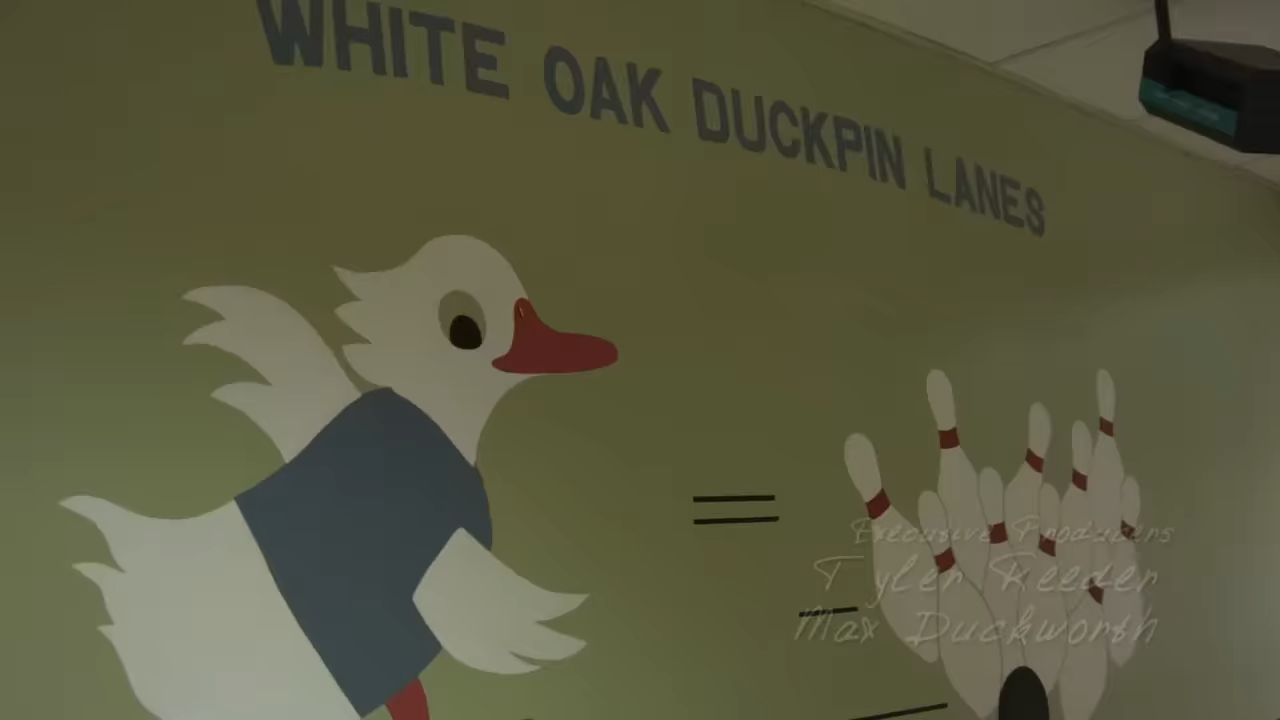 WHITE OAK DUCKPIN LANES
Executive Producers
Tyler Reeder
Max Duckworth